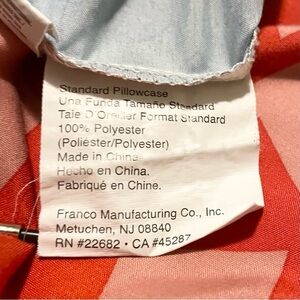 Standard Pillowcase
Una Funda Tamaño Standard
Taie D'Oreiller Format Standard
100% Polyester
(Poliéster/Polyester)
Made in China
Hecho en China.
Fabriqué en Chine.
Franco Manufacturing Co., Inc.
Metuchen, NJ 08840
RN #22682 • CA #45287